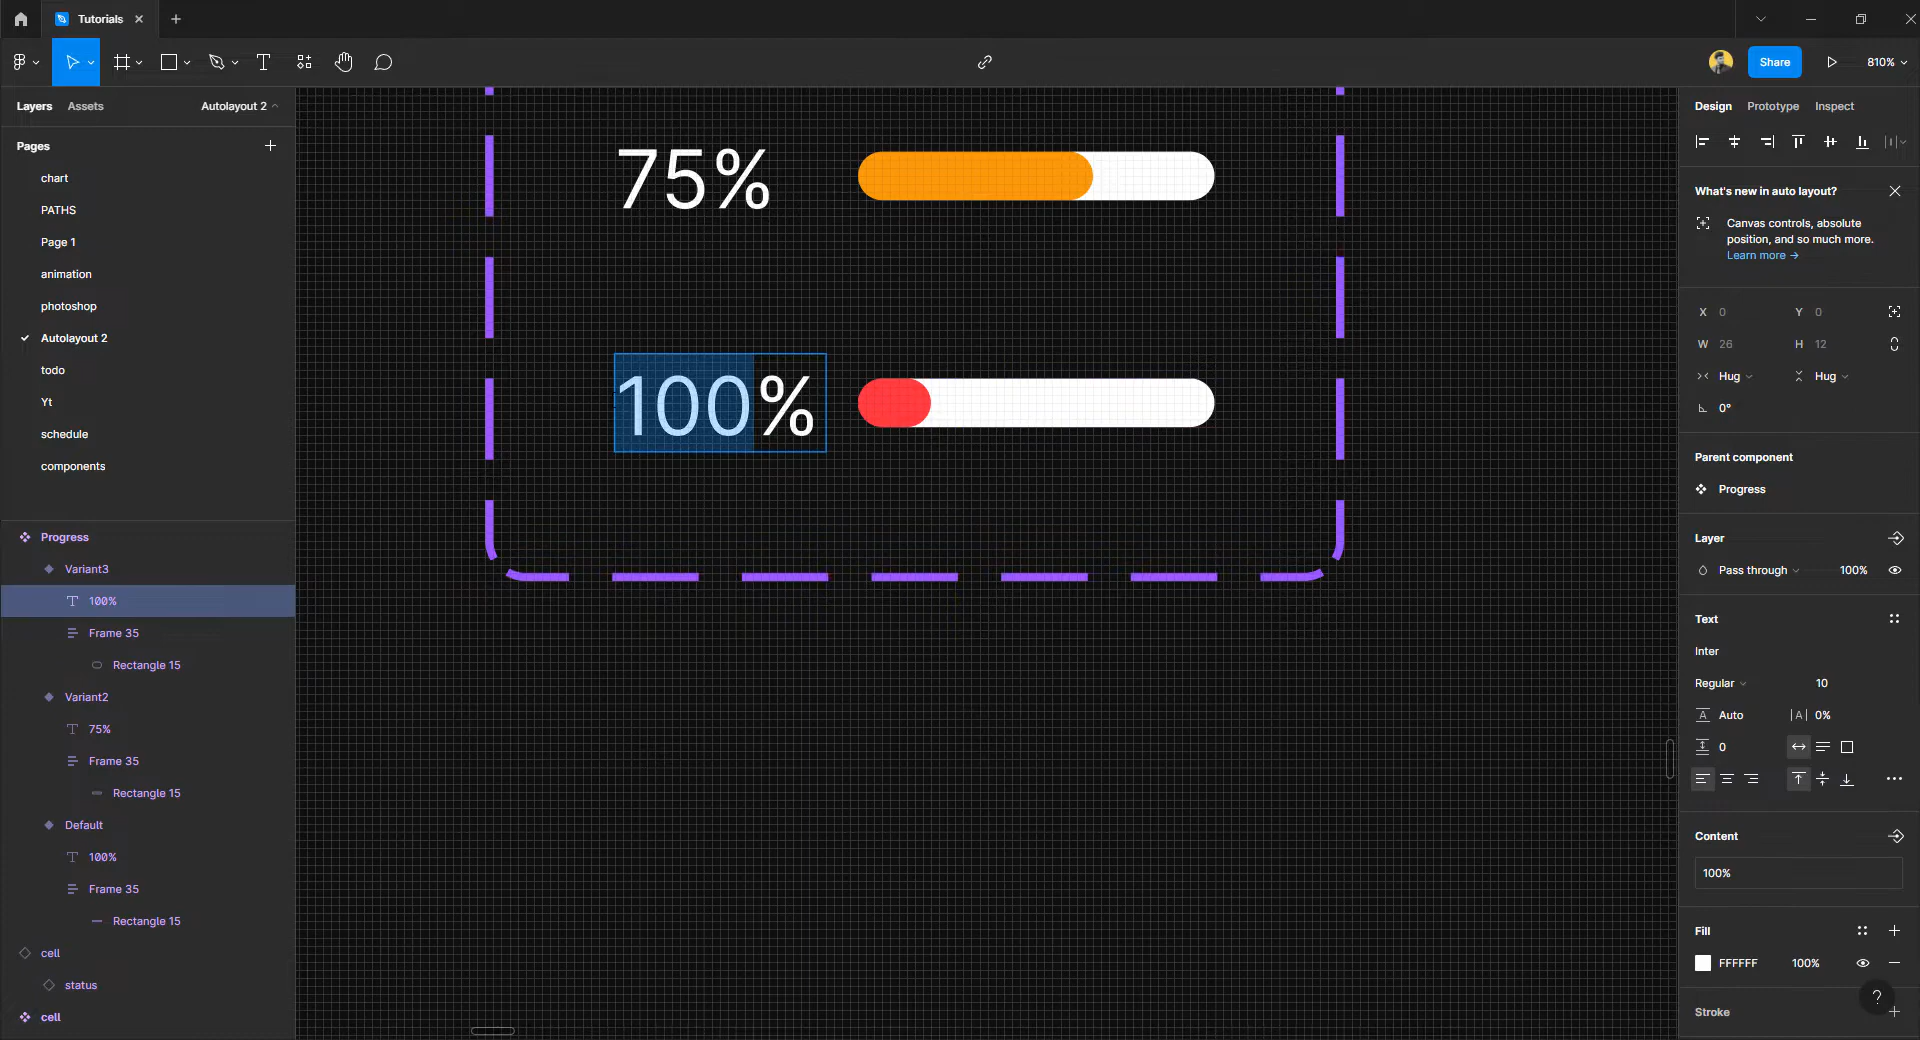 Tutorials
Share
810%
Layers
Assets
Autolayout 2
Pages
chart
PATHS
Page 1
animation
photoshop
Autolayout 2
todo
Yt
schedule
components
Progress
Variant3
100%
Frame 35
Rectangle 15
Variant2
75%
Frame 35
Rectangle 15
Default
100%
Frame 35
Rectangle 15
cell
status
cell
75%
100%
Design
Prototype
Inspect
What's new in auto layout?
Canvas controls, absolute
position, and so much more.
Learn more →
X 0
Y 0
W 26
H 12
Hug
Hug
0°
Parent component
Progress
Layer
Pass through
100%
Text
Inter
Regular
10
Auto
|A| 0%
0
Content
100%
Fill
FFFFFF
100%
?
Stroke